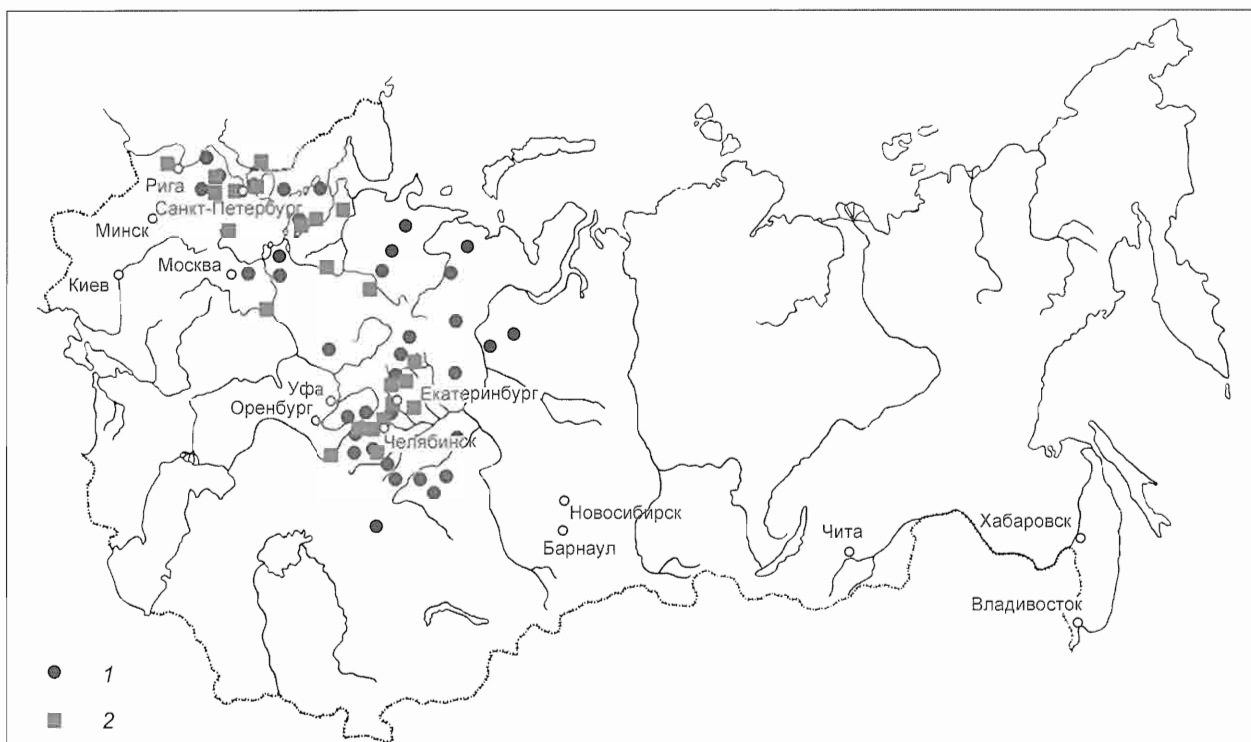 Рига
Санкт-Петербург
Минск
Москва
Киев
Уфа
Екатеринбург
Оренбург
Челябинск
Новосибирск
Барнаул
Чита
Хабаровск
Владивосток
1
2